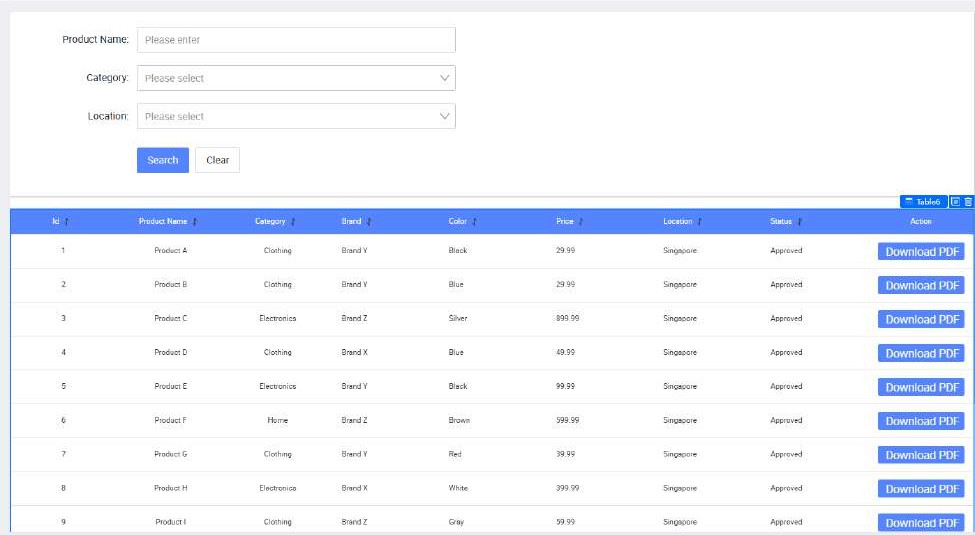 Product Name: Please enter
Category: Please select
Location: Please select
Search Clear
Table6
Id Product Name Category Brand Color Price Location Status Action
1 Product A Clothing Brand Y Black 29.99 Singapore Approved Download PDF
2 Product B Clothing Brand Y Blue 29.99 Singapore Approved Download PDF
3 Product C Electronics Brand Z Silver 899.99 Singapore Approved Download PDF
4 Product D Clothing Brand X Blue 49.99 Singapore Approved Download PDF
5 Product E Electronics Brand Y Black 99.99 Singapore Approved Download PDF
6 Product F Home Brand Z Brown 599.99 Singapore Approved Download PDF
7 Product G Clothing Brand Y Red 39.99 Singapore Approved Download PDF
8 Product H Electronics Brand X White 399.99 Singapore Approved Download PDF
9 Product I Clothing Brand Z Gray 59.99 Singapore Approved Download PDF